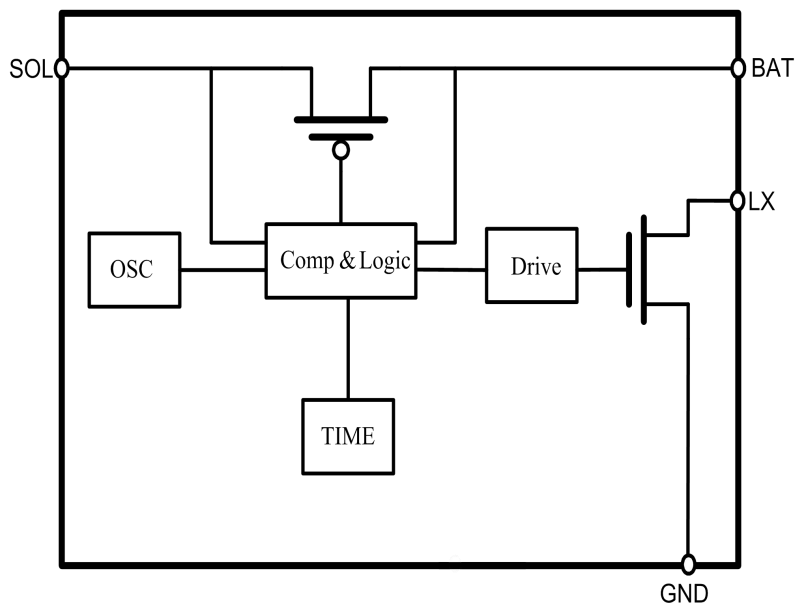 SOL
BAT
LX
OSC
Comp & Logic
Drive
TIME
GND